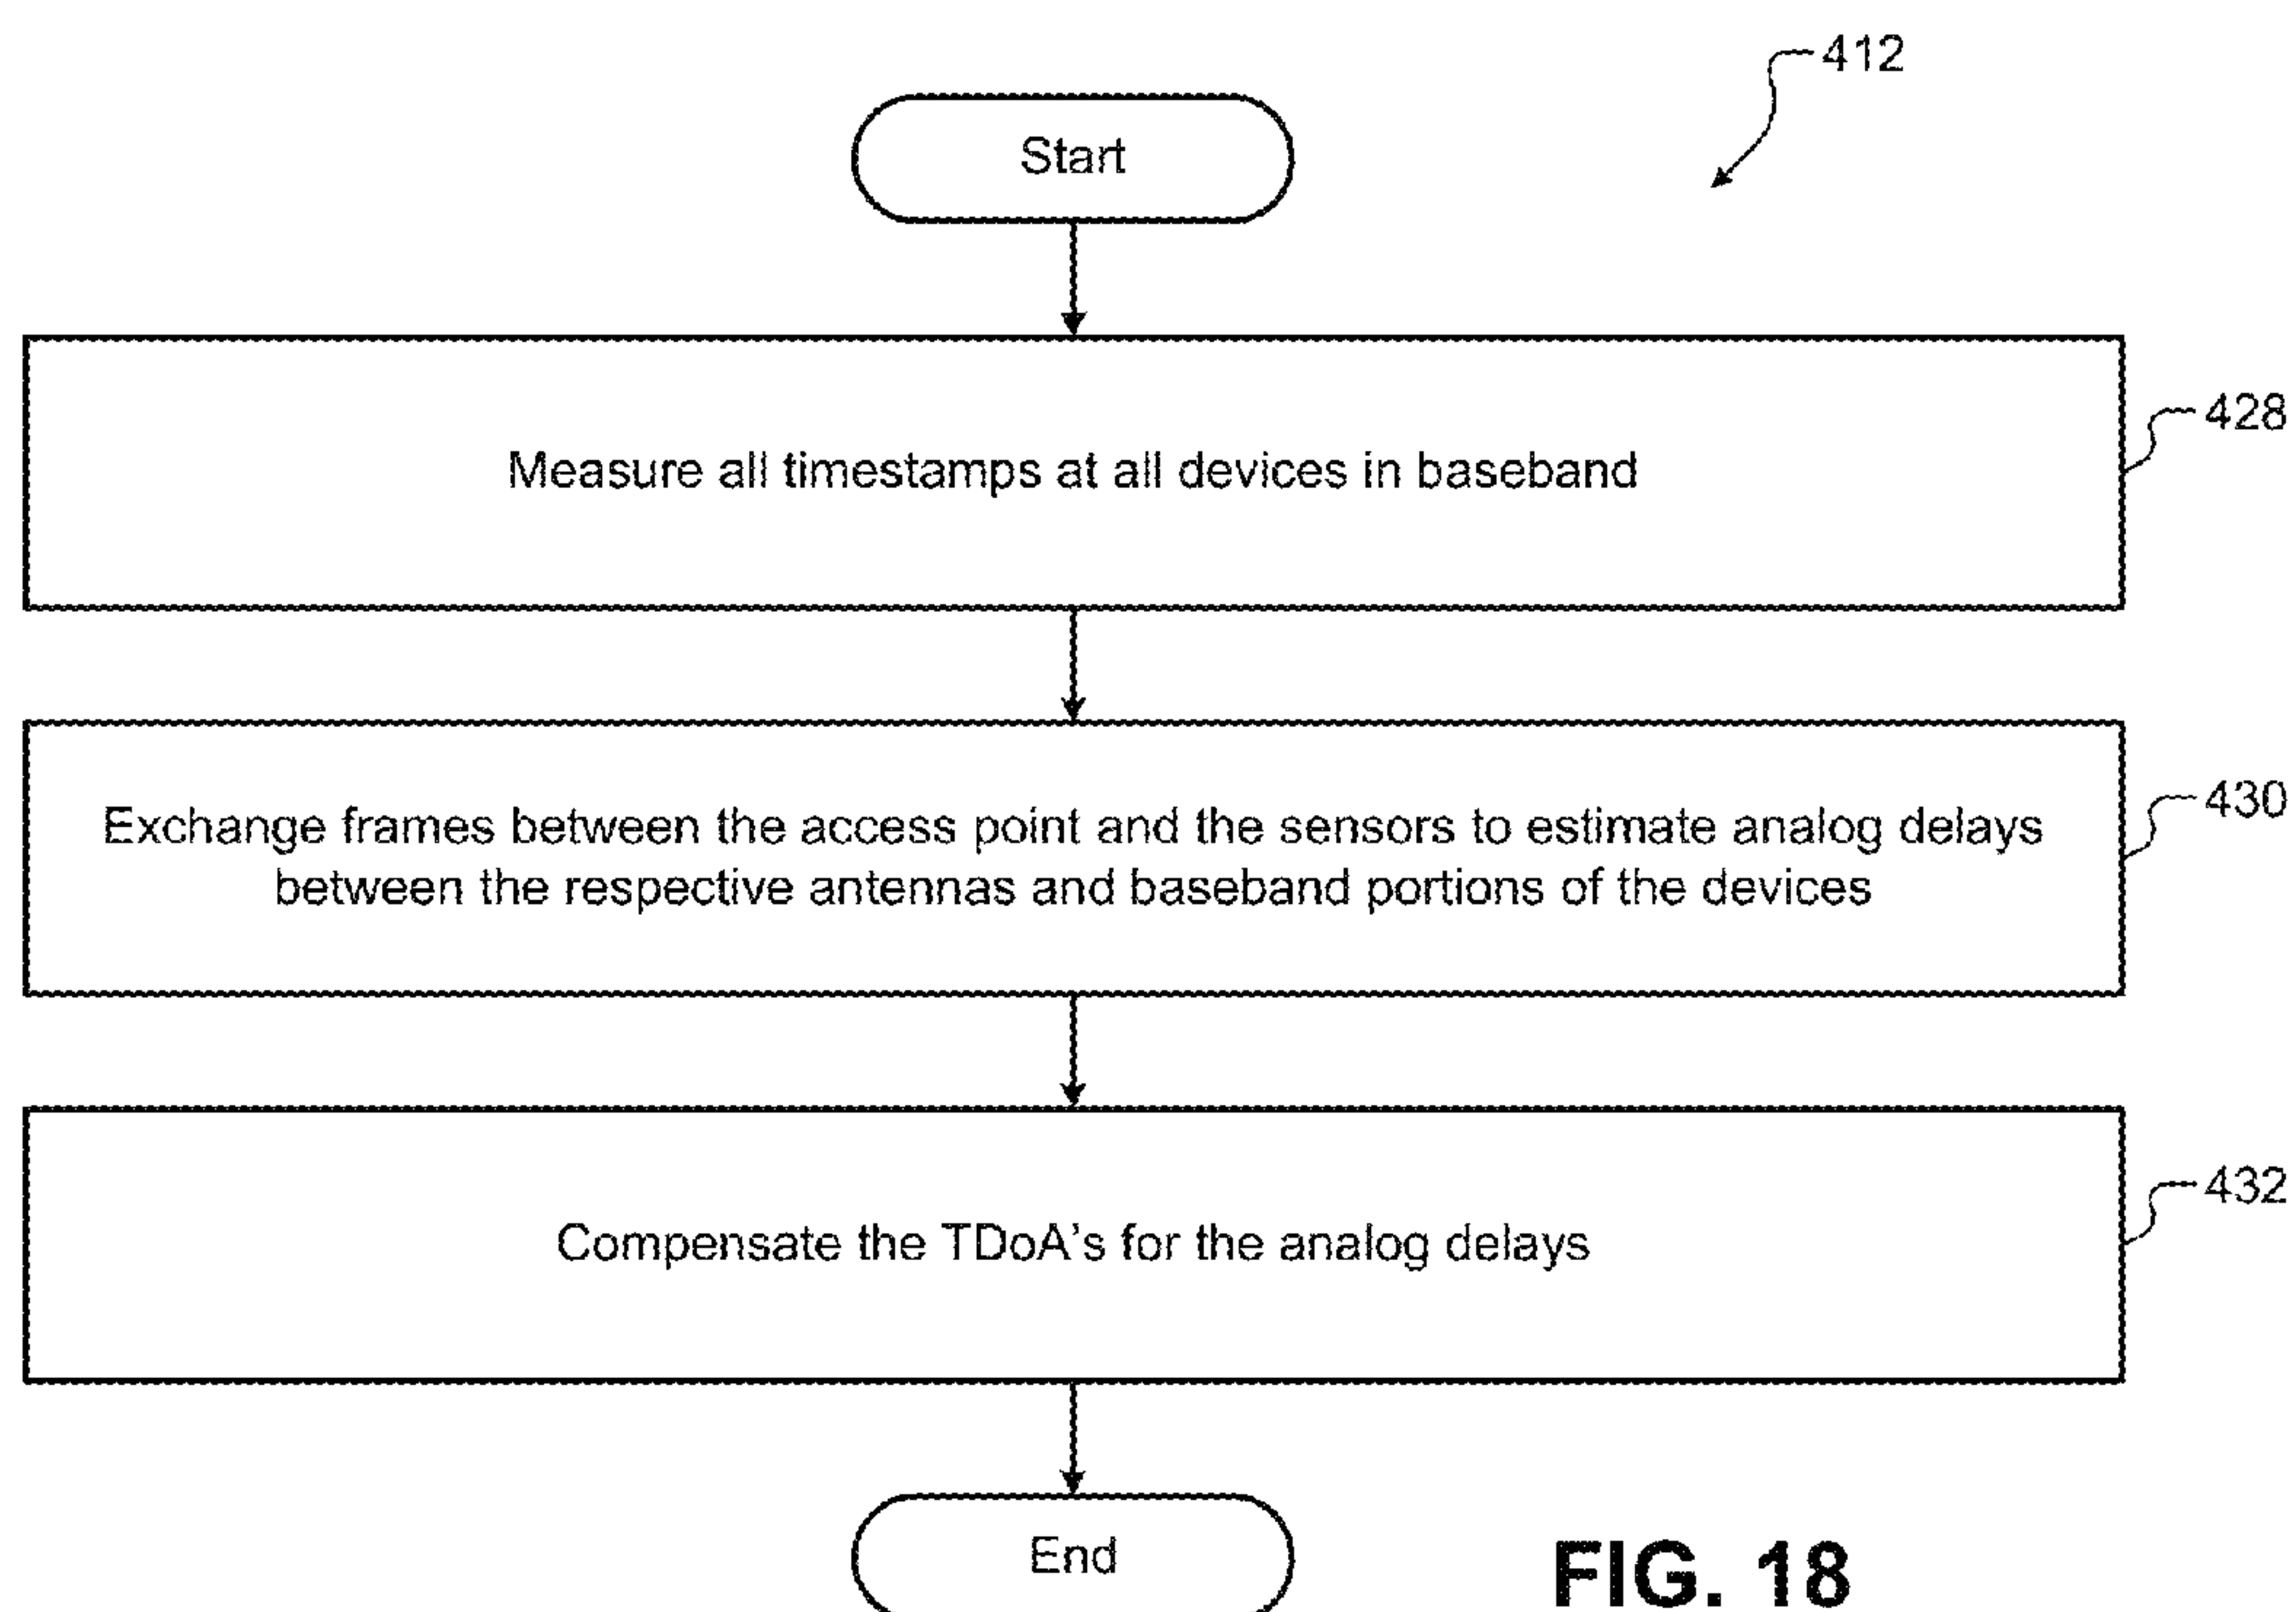 412
Start
Measure all timestamps at all devices in baseband
428
Exchange frames between the access point and the sensors to estimate analog delays
between the respective antennas and baseband portions of the devices
430
Compensate the TDoA's for the analog delays
432
End
FIG. 18